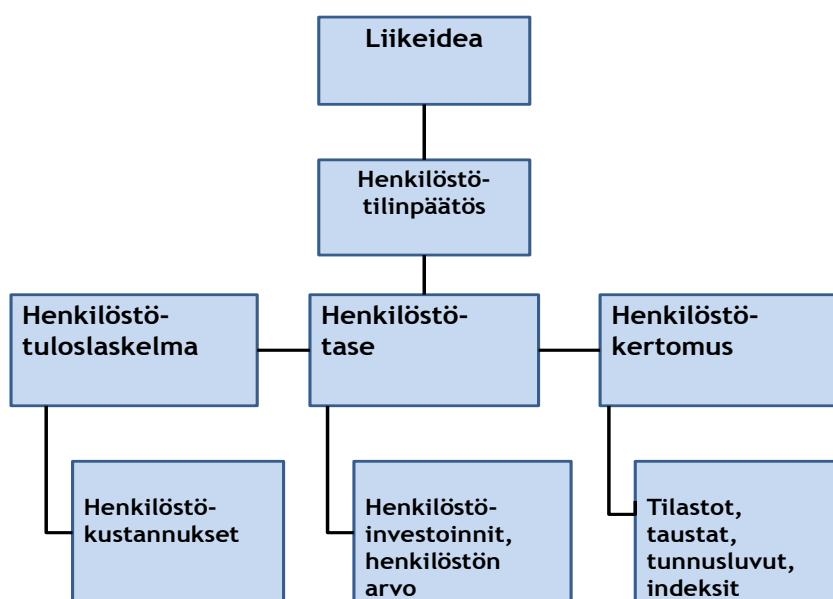 Liikeidea
Henkilöstö-
tilinpäätös
Henkilöstö-
tuloslaskelma
Henkilöstö-
tase
Henkilöstö-
kertomus
Henkilöstö-
kustannukset
Henkilöstö-
investoinnit,
henkilöstön
arvo
Tilastot,
taustat,
tunnusluvut,
indeksit